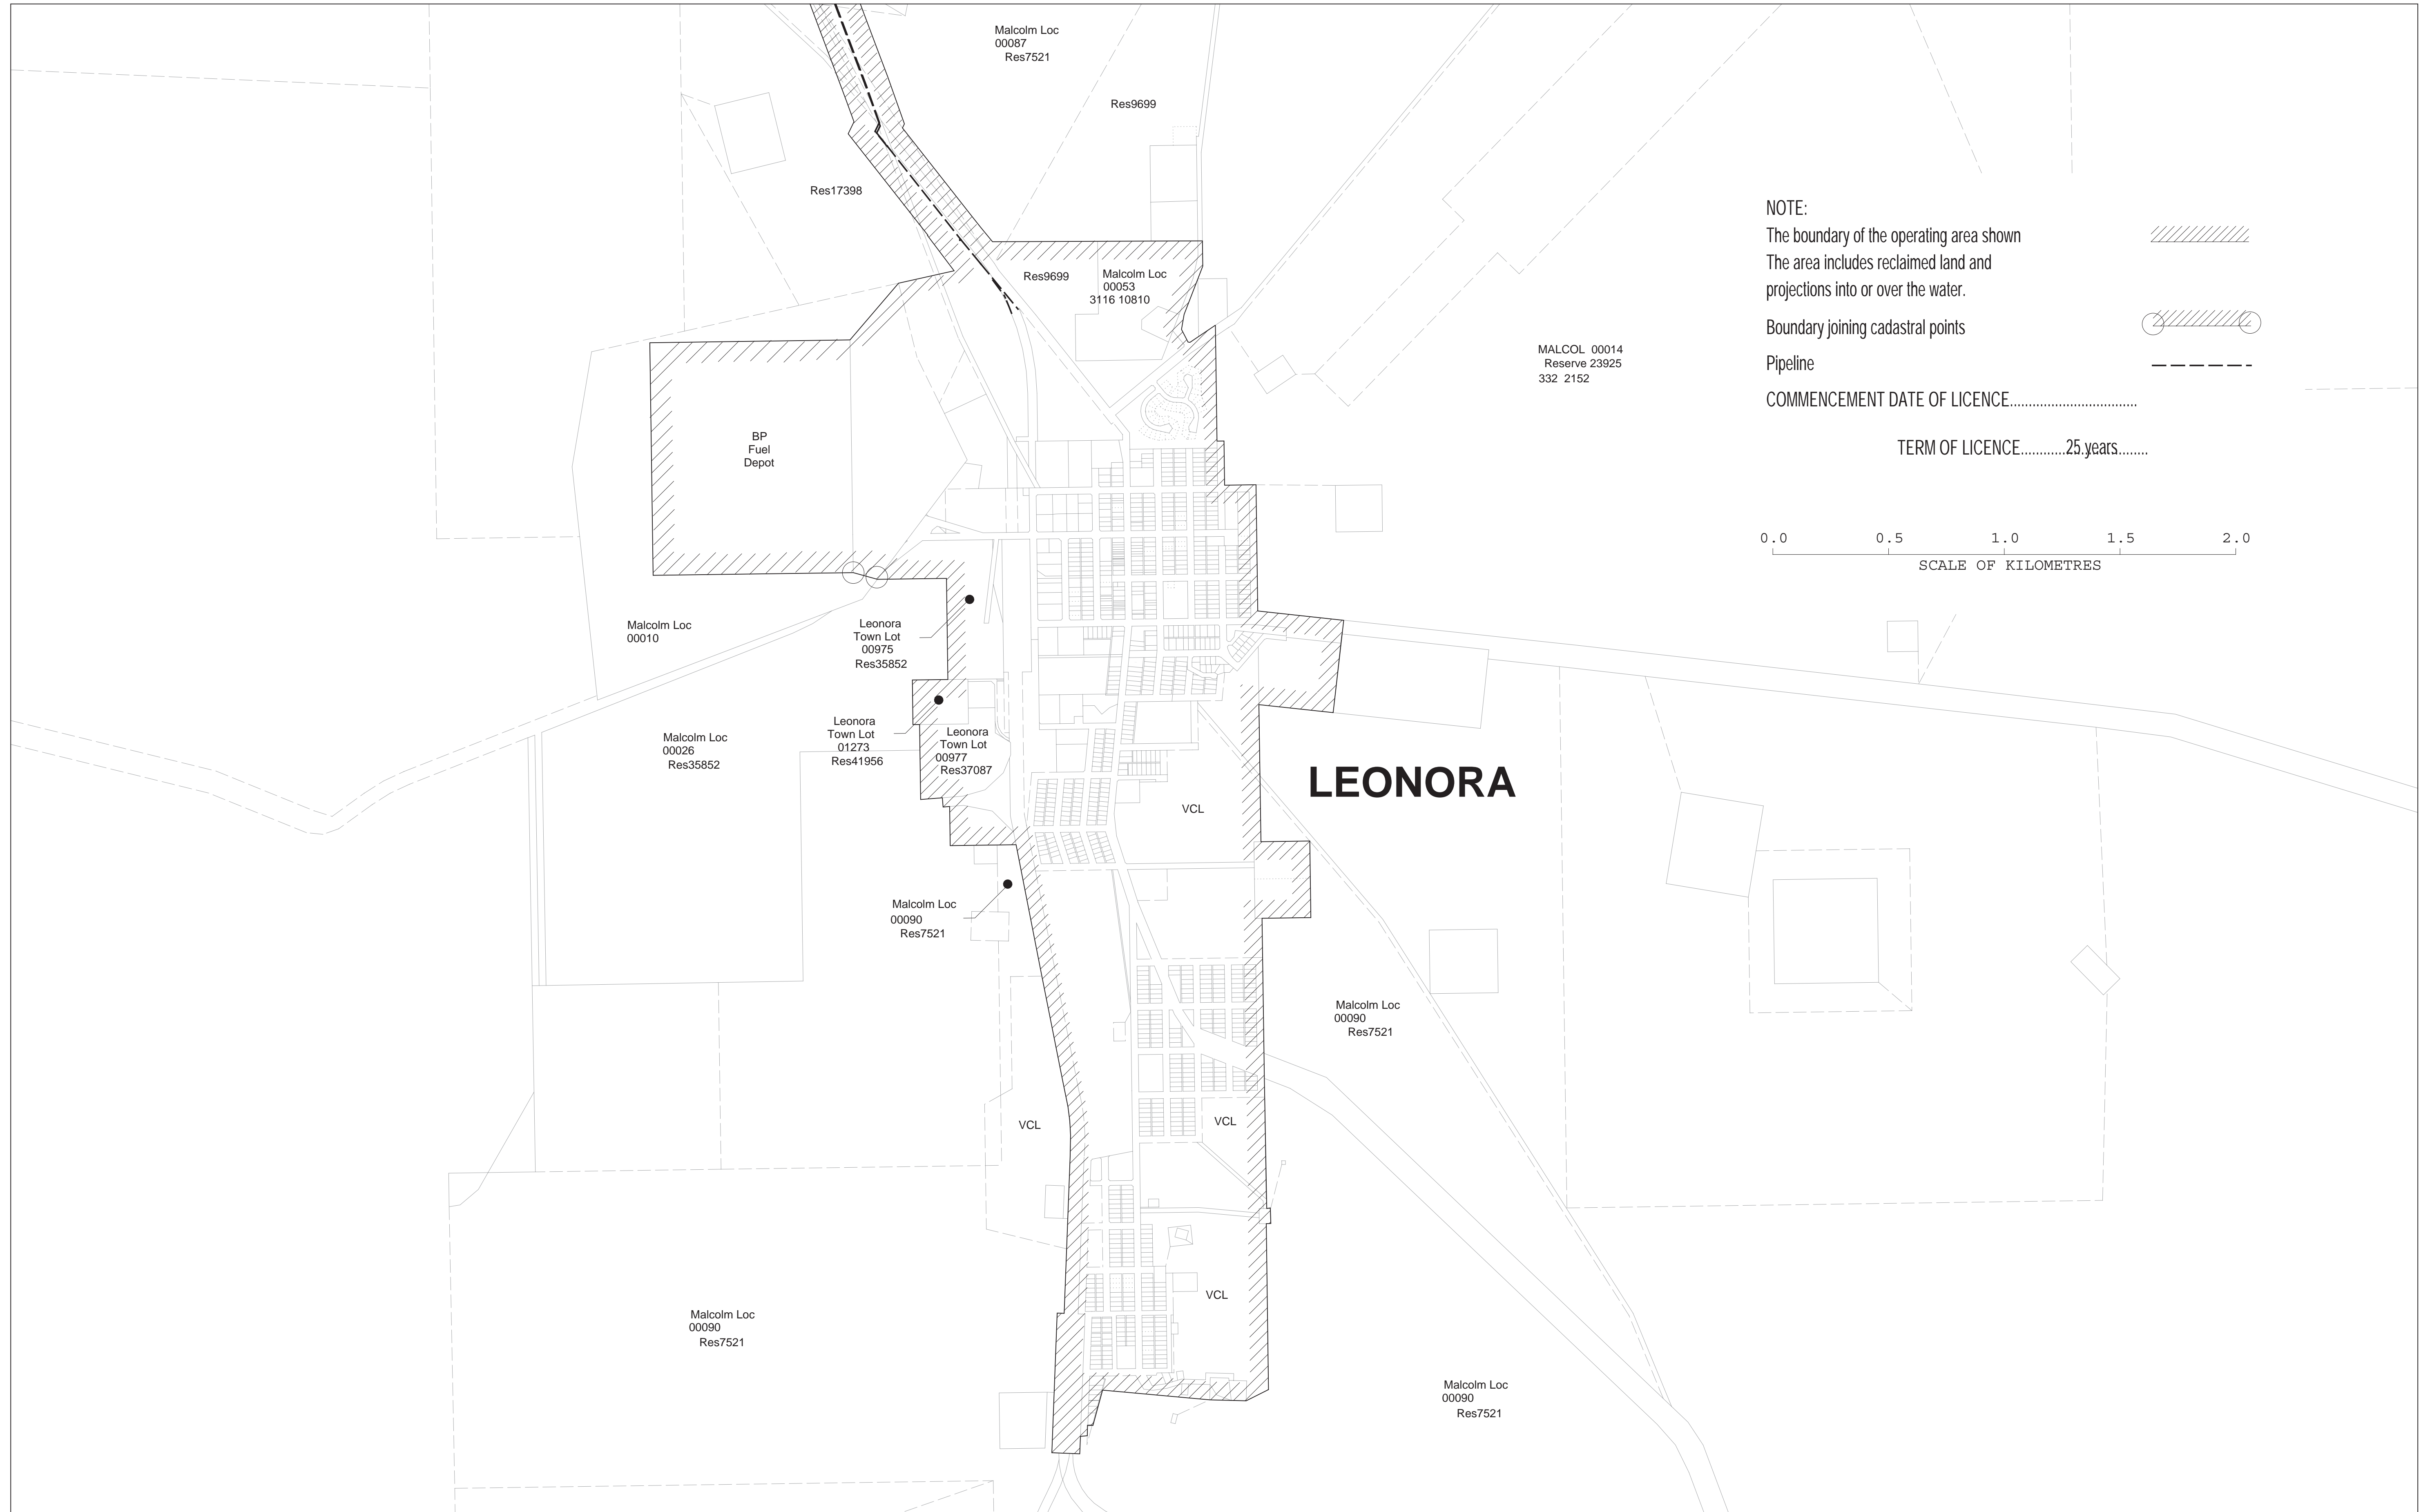 Malcolm Loc
00087
Res7521
Res9699
Res17398
Res9699
Malcolm Loc
00053
3116 10810
NOTE:
The boundary of the operating area shown
The area includes reclaimed land and
projections into or over the water.
Boundary joining cadastral points
Pipeline
COMMENCEMENT DATE OF LICENCE..................................
TERM OF LICENCE............25 years..........
MALCOL 00014
Reserve 23925
332 2152
BP
Fuel
Depot
0.0 0.5 1.0 1.5 2.0
SCALE OF KILOMETRES
Malcolm Loc
00010
Leonora
Town Lot
00975
Res35852
Malcolm Loc
00026
Res35852
Leonora
Town Lot
01273
Res41956
Leonora
Town Lot
00977
Res37087
LEONORA
VCL
Malcolm Loc
00090
Res7521
Malcolm Loc
00090
Res7521
VCL
VCL
VCL
Malcolm Loc
00090
Res7521
Malcolm Loc
00090
Res7521